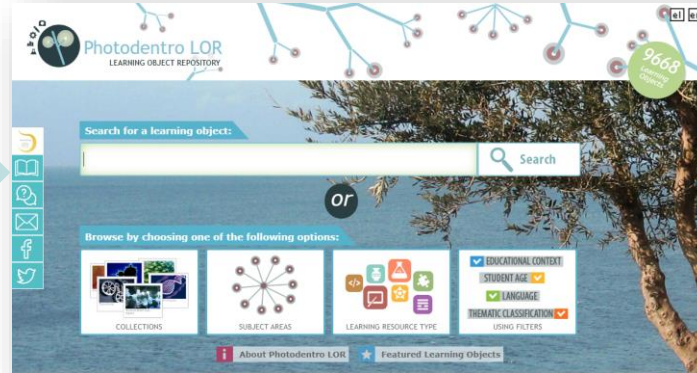 el
Photodentro LOR
LEARNING OBJECT REPOSITORY
9668
Learning
Objects
Search for a learning object:
Search
or
Browse by choosing one of the following options:
COLLECTIONS
SUBJECT AREAS
LEARNING RESOURCE TYPE
EDUCATIONAL CONTEXT
STUDENT AGE
LANGUAGE
THEMATIC CLASSIFICATION
USING FILTERS
i About Photodentro LOR
Featured Learning Objects